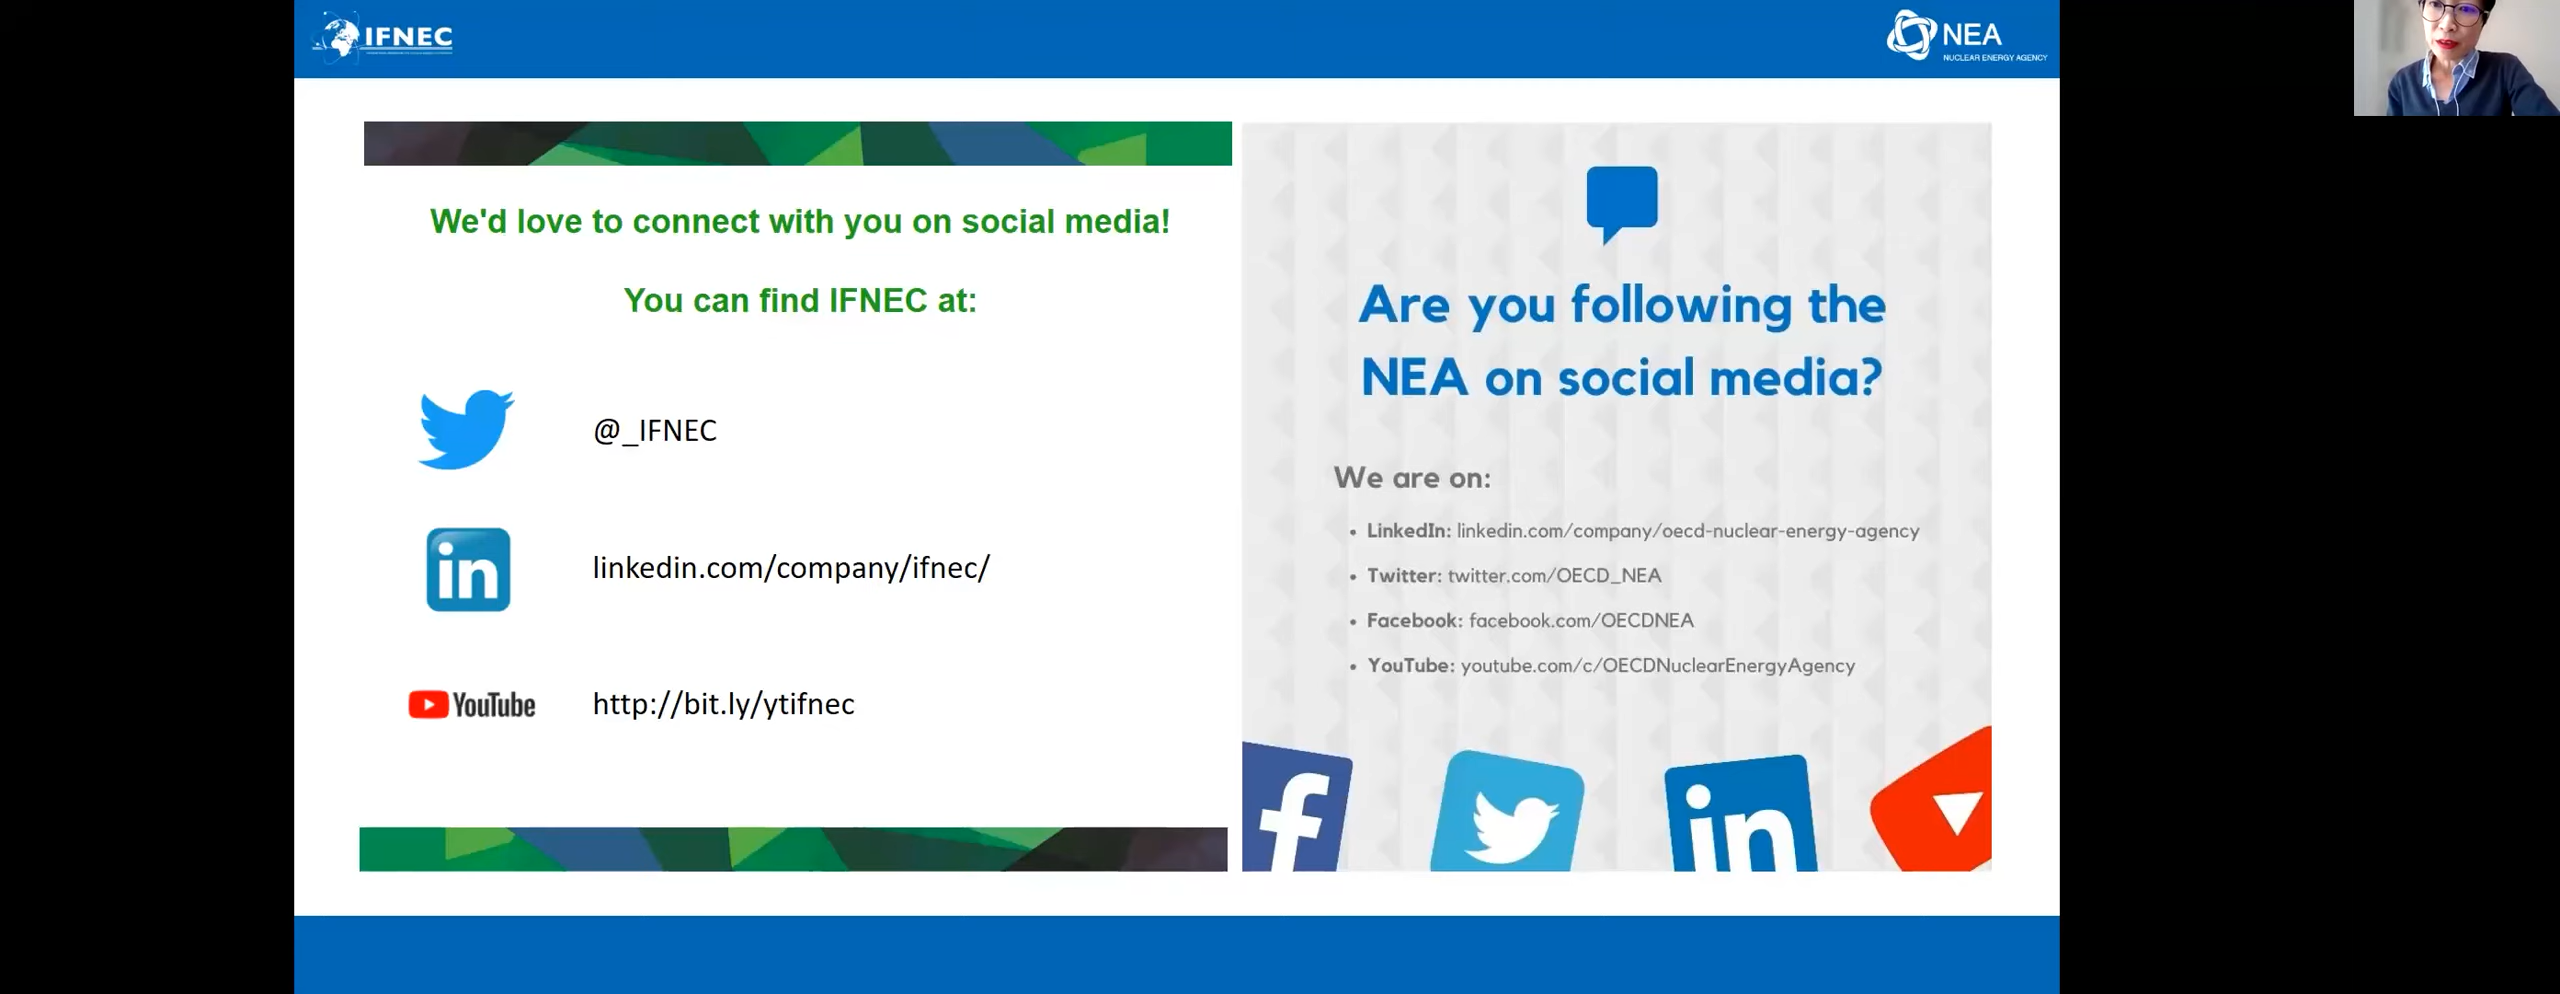 IFNEC
NEA
NUCLEAR ENERGY AGENCY
We'd love to connect with you on social media!
You can find IFNEC at:
@_IFNEC
in
linkedin.com/company/ifnec/
YouTube
http://bit.ly/ytifnec
Are you following the
NEA on social media?
We are on:
• LinkedIn: linkedin.com/company/oecd-nuclear-energy-agency
• Twitter: twitter.com/OECD_NEA
• Facebook: facebook.com/OECDNEA
• YouTube: youtube.com/c/OECDNuclearEnergyAgency
f
in